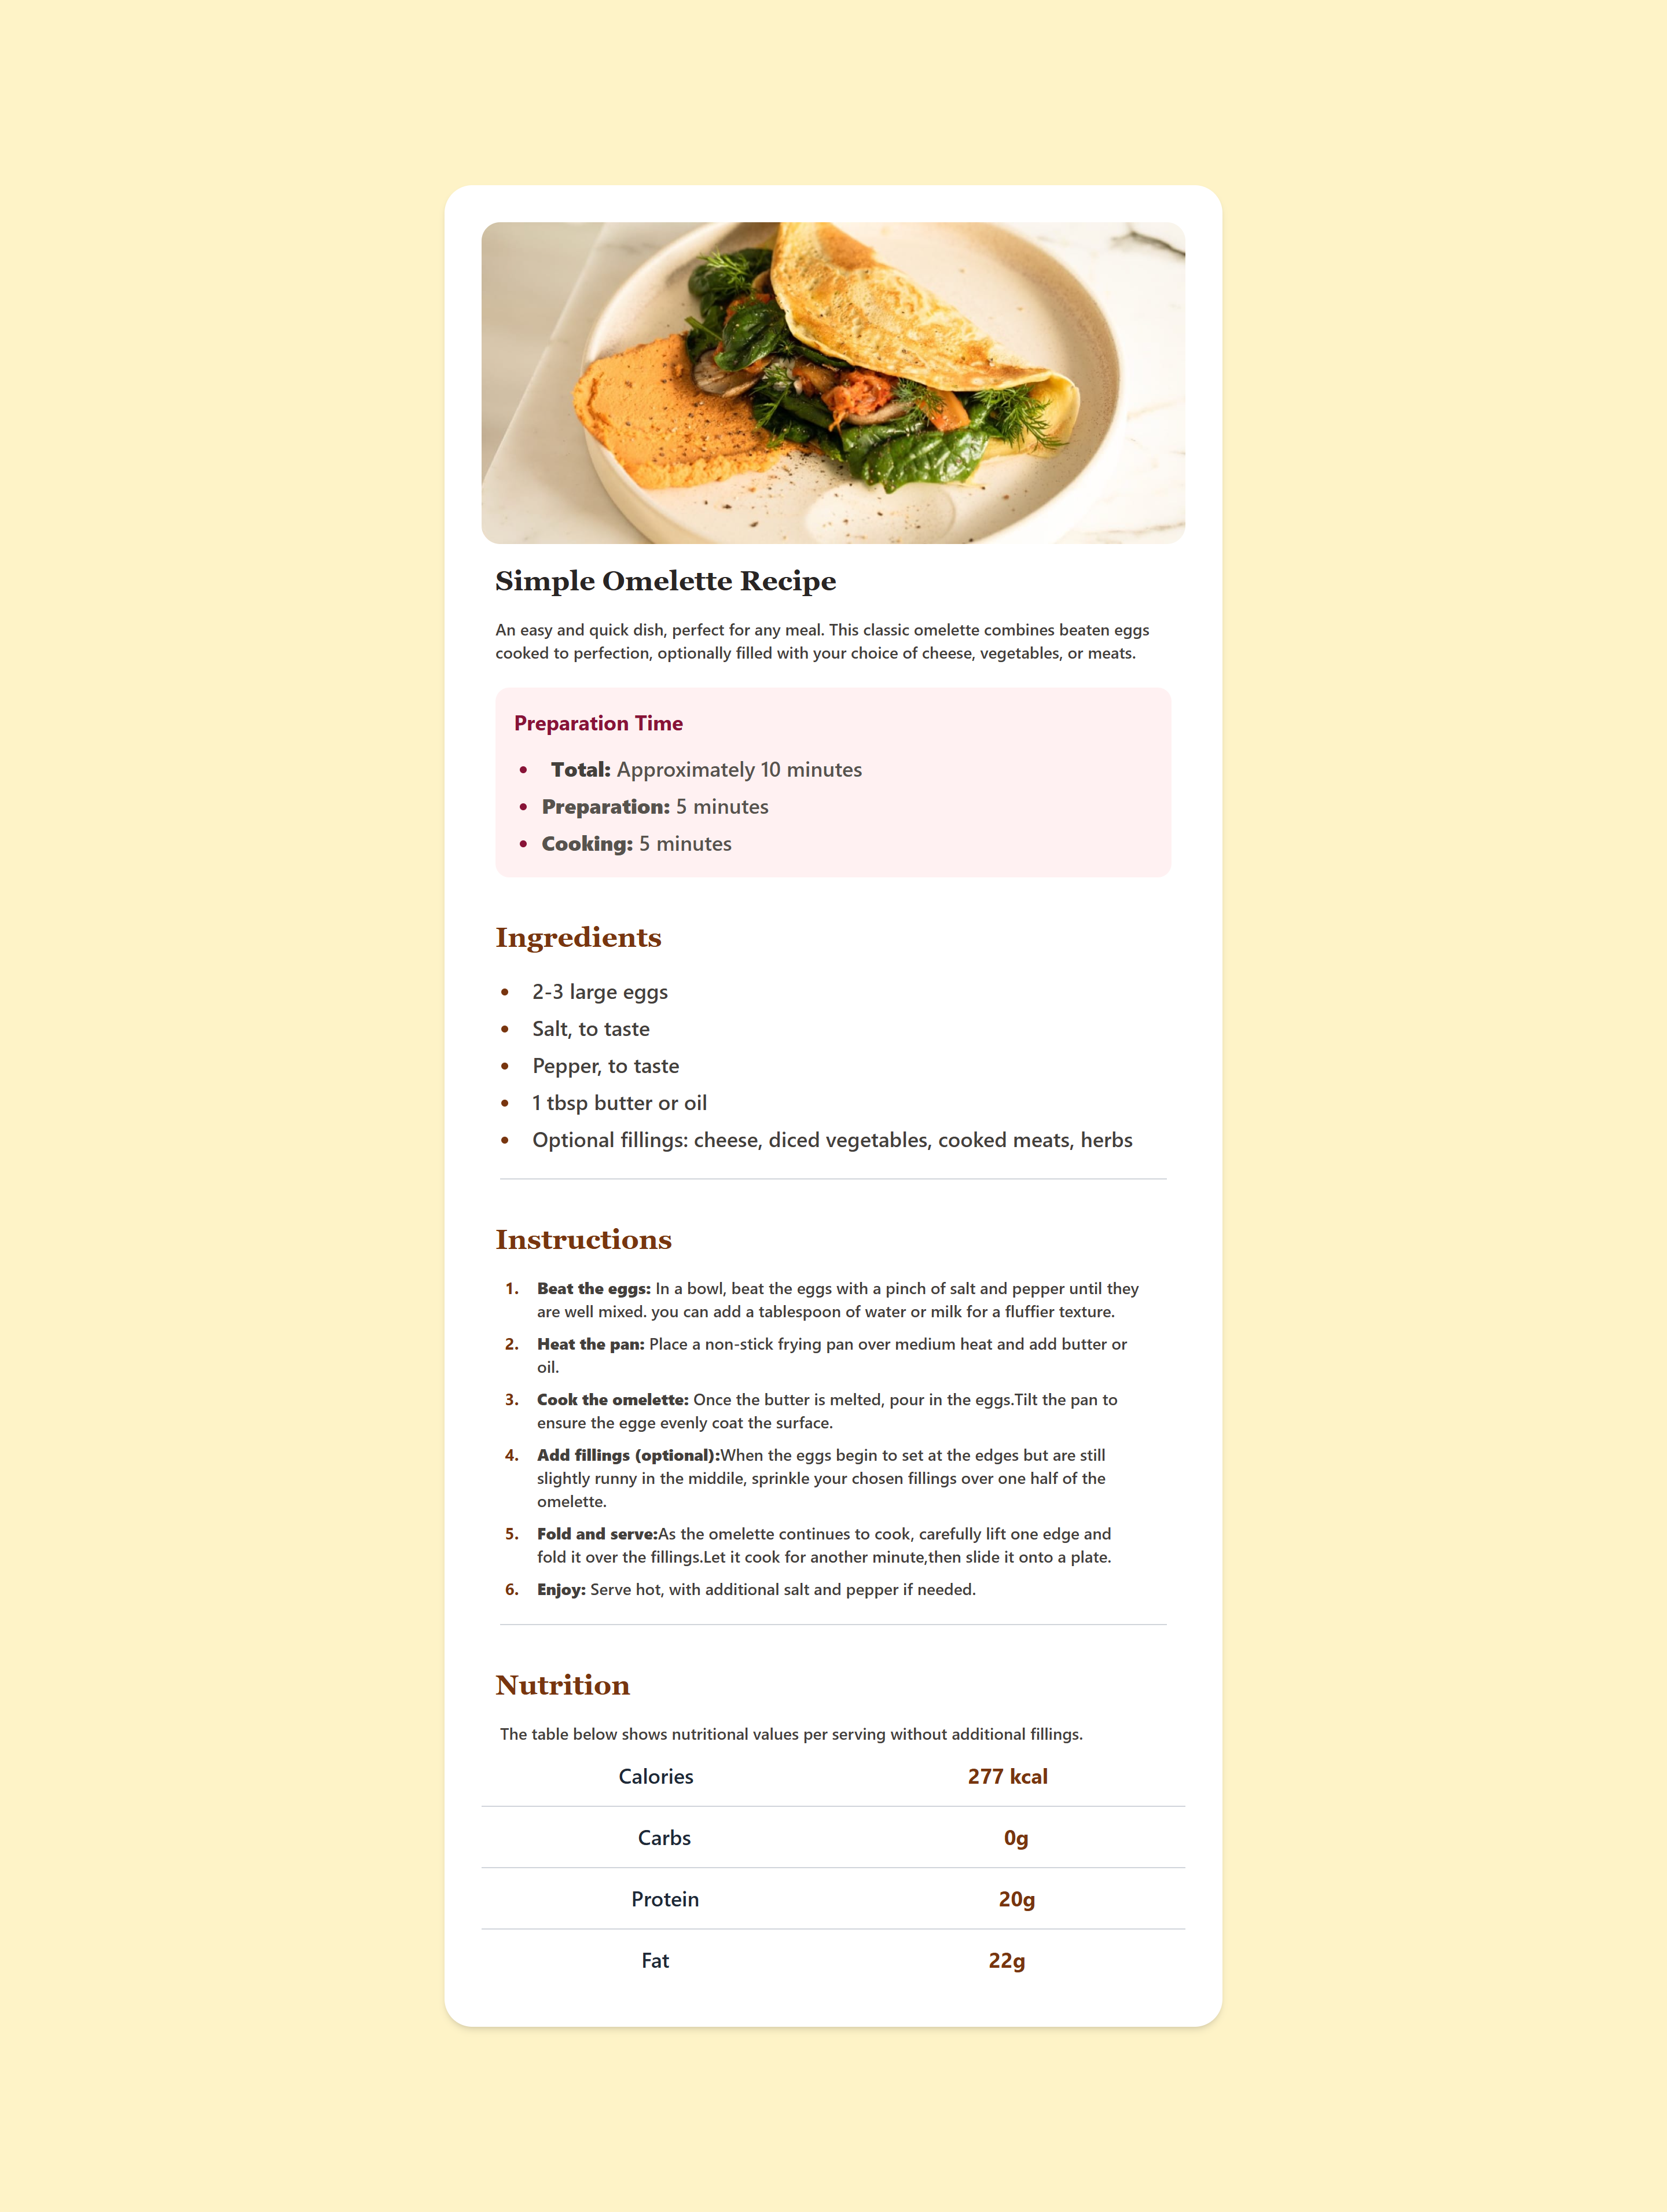 Simple Omelette Recipe
An easy and quick dish, perfect for any meal. This classic omelette combines beaten eggs
cooked to perfection, optionally filled with your choice of cheese, vegetables, or meats.
Preparation Time
• Total: Approximately 10 minutes
• Preparation: 5 minutes
• Cooking: 5 minutes
Ingredients
• 2-3 large eggs
• Salt, to taste
• Pepper, to taste
• 1 tbsp butter or oil
• Optional fillings: cheese, diced vegetables, cooked meats, herbs
Instructions
1. Beat the eggs: In a bowl, beat the eggs with a pinch of salt and pepper until they
are well mixed. you can add a tablespoon of water or milk for a fluffier texture.
2. Heat the pan: Place a non-stick frying pan over medium heat and add butter or
oil.
3. Cook the omelette: Once the butter is melted, pour in the eggs.Tilt the pan to
ensure the egge evenly coat the surface.
4. Add fillings (optional):When the eggs begin to set at the edges but are still
slightly runny in the middile, sprinkle your chosen fillings over one half of the
omelette.
5. Fold and serve:As the omelette continues to cook, carefully lift one edge and
fold it over the fillings.Let it cook for another minute,then slide it onto a plate.
6. Enjoy: Serve hot, with additional salt and pepper if needed.
Nutrition
The table below shows nutritional values per serving without additional fillings.
Calories 277 kcal
Carbs 0g
Protein 20g
Fat 22g